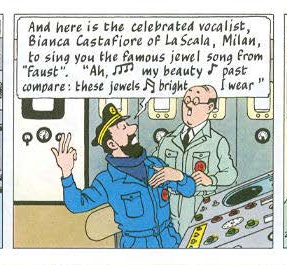 And here is the celebrated vocalist,
Bianca Castafiore of La Scala, Milan,
to sing you the famous jewel song from
"Faust". "Ah, ♫♫ my beauty ♪ past
compare: these jewels ♫ bright I wear"